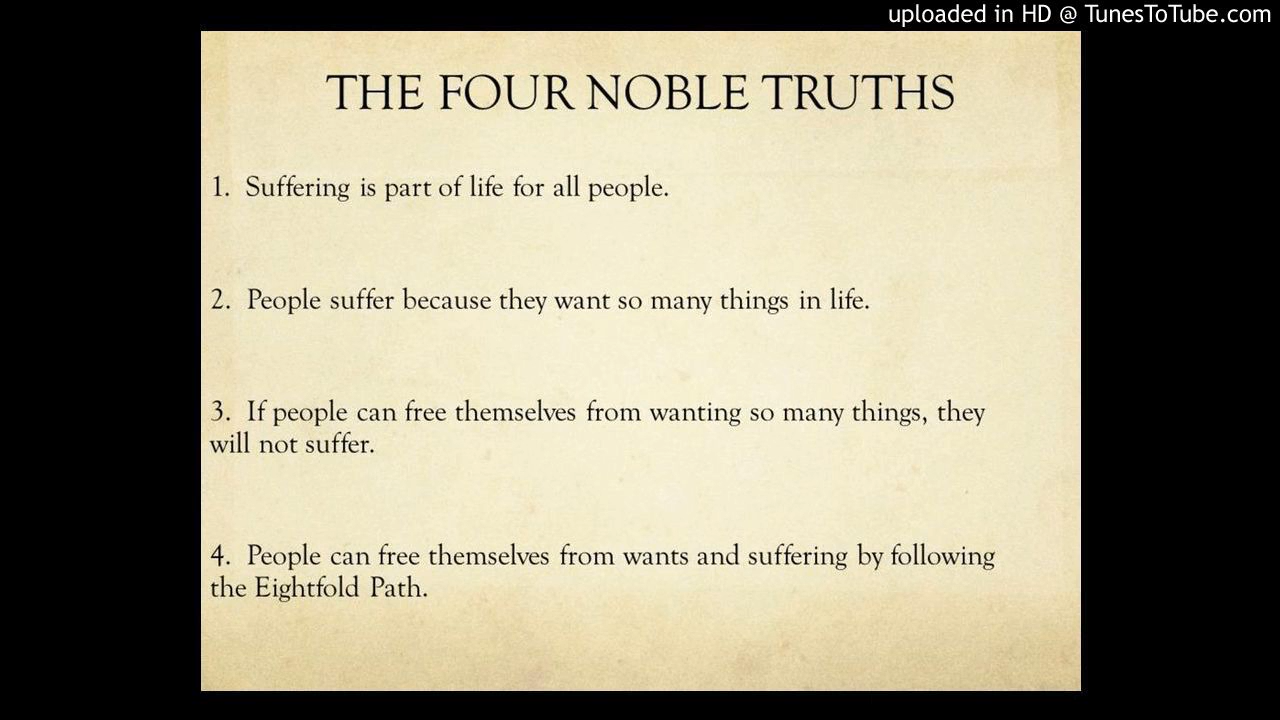 uploaded in HD @ TunesToTube.com
THE FOUR NOBLE TRUTHS
1. Suffering is part of life for all people.
2. People suffer because they want so many things in life.
3. If people can free themselves from wanting so many things, they
will not suffer.
4. People can free themselves from wants and suffering by following
the Eightfold Path.